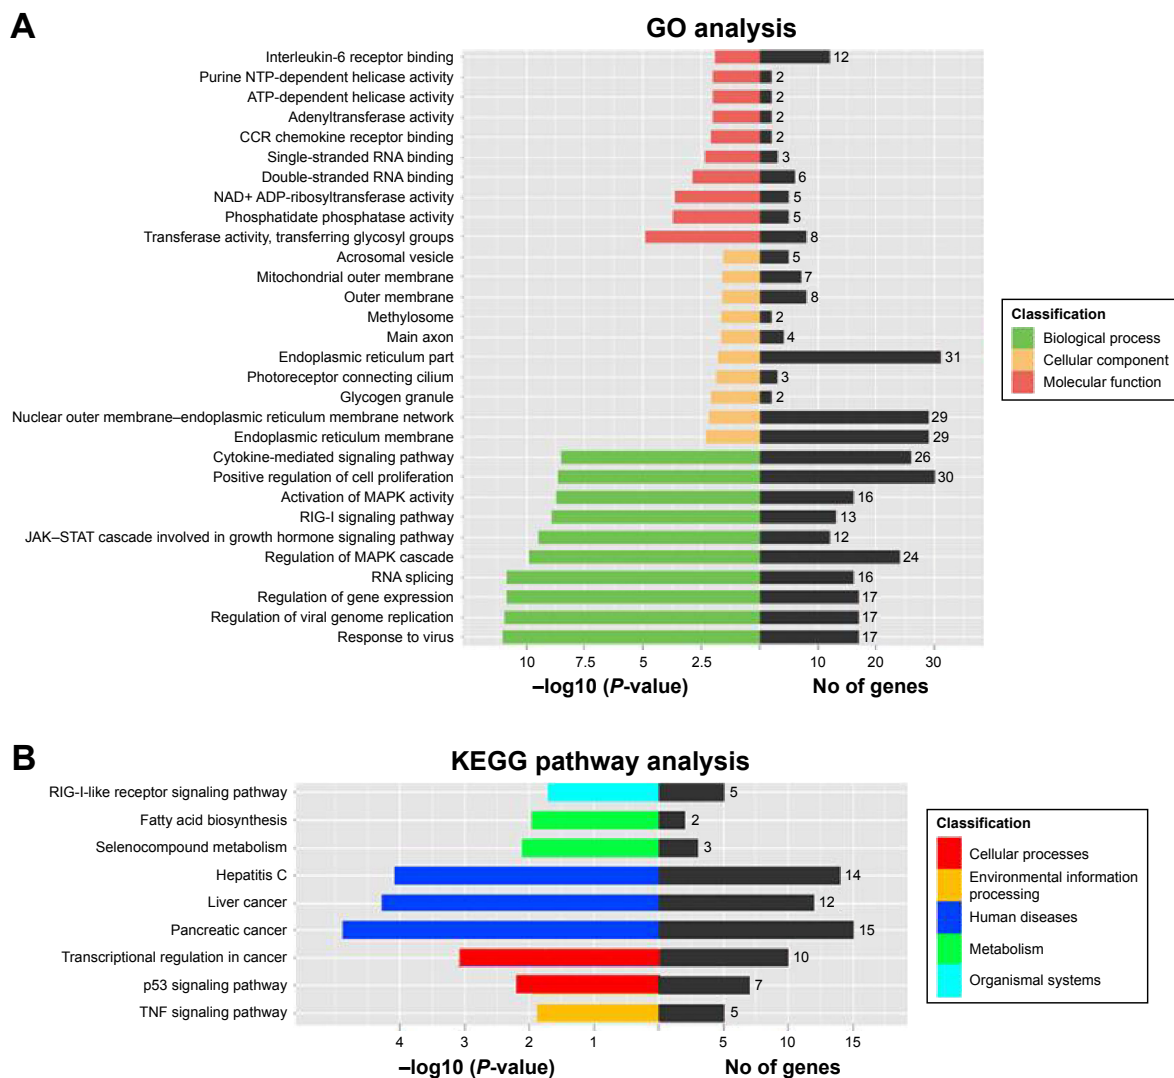 A
GO analysis
Interleukin-6 receptor binding 12
Purine NTP-dependent helicase activity 2
ATP-dependent helicase activity 2
Adenyltransferase activity 2
CCR chemokine receptor binding 2
Single-stranded RNA binding 3
Double-stranded RNA binding 6
NAD+ ADP-ribosyltransferase activity 5
Phosphatidate phosphatase activity 5
Transferase activity, transferring glycosyl groups 8
Acrosomal vesicle 5
Mitochondrial outer membrane 7
Outer membrane 8
Methylosome 2
Main axon 4
Endoplasmic reticulum part 31
Photoreceptor connecting cilium 3
Glycogen granule 2
Nuclear outer membrane–endoplasmic reticulum membrane network 29
Endoplasmic reticulum membrane 29
Cytokine-mediated signaling pathway 26
Positive regulation of cell proliferation 30
Activation of MAPK activity 16
RIG-I signaling pathway 13
JAK–STAT cascade involved in growth hormone signaling pathway 12
Regulation of MAPK cascade 24
RNA splicing 16
Regulation of gene expression 17
Regulation of viral genome replication 17
Response to virus 17
10 7.5 5 2.5 10 20 30
–log10 (P-value) No of genes
Classification
Biological process
Cellular component
Molecular function
B
KEGG pathway analysis
RIG-I-like receptor signaling pathway 5
Fatty acid biosynthesis 2
Selenocompound metabolism 3
Hepatitis C 14
Liver cancer 12
Pancreatic cancer 15
Transcriptional regulation in cancer 10
p53 signaling pathway 7
TNF signaling pathway 5
4 3 2 1 5 10 15
–log10 (P-value) No of genes
Classification
Cellular processes
Environmental information
processing
Human diseases
Metabolism
Organismal systems